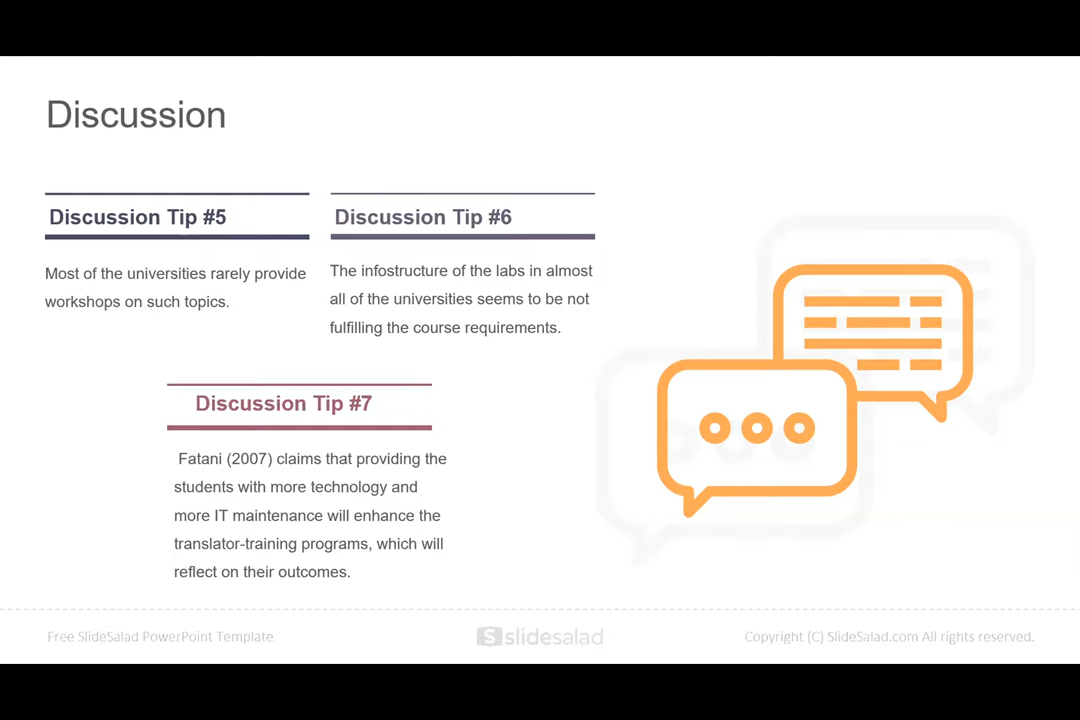 Discussion
Discussion Tip #5
Most of the universities rarely provide
workshops on such topics.
Discussion Tip #6
The infostructure of the labs in almost
all of the universities seems to be not
fulfilling the course requirements.
Discussion Tip #7
Fatani (2007) claims that providing the
students with more technology and
more IT maintenance will enhance the
translator-training programs, which will
reflect on their outcomes.
Free SlideSalad PowerPoint Template
slidesalad
Copyright (C) SlideSalad.com All rights reserved.